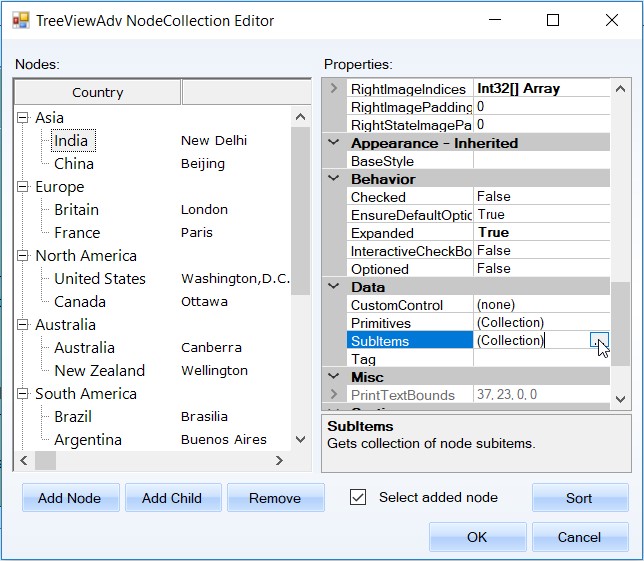 TreeViewAdv NodeCollection Editor
Nodes:
Country
Asia
India New Delhi
China Beijing
Europe
Britain London
France Paris
North America
United States Washington,D.C.
Canada Ottawa
Australia
Australia Canberra
New Zealand Wellington
South America
Brazil Brasilia
Argentina Buenos Aires
Properties:
RightImageIndices Int32[] Array
RightImagePadding 0
RightStateImagePa 0
Appearance - Inherited
BaseStyle
Behavior
Checked False
EnsureDefaultOptic True
Expanded True
InteractiveCheckBo False
Optioned False
Data
CustomControl (none)
Primitives (Collection)
SubItems (Collection)
Tag
Misc
PrintTextBounds 37, 23, 0, 0
SubItems
Gets collection of node subitems.
Add Node Add Child Remove Select added node Sort
OK Cancel